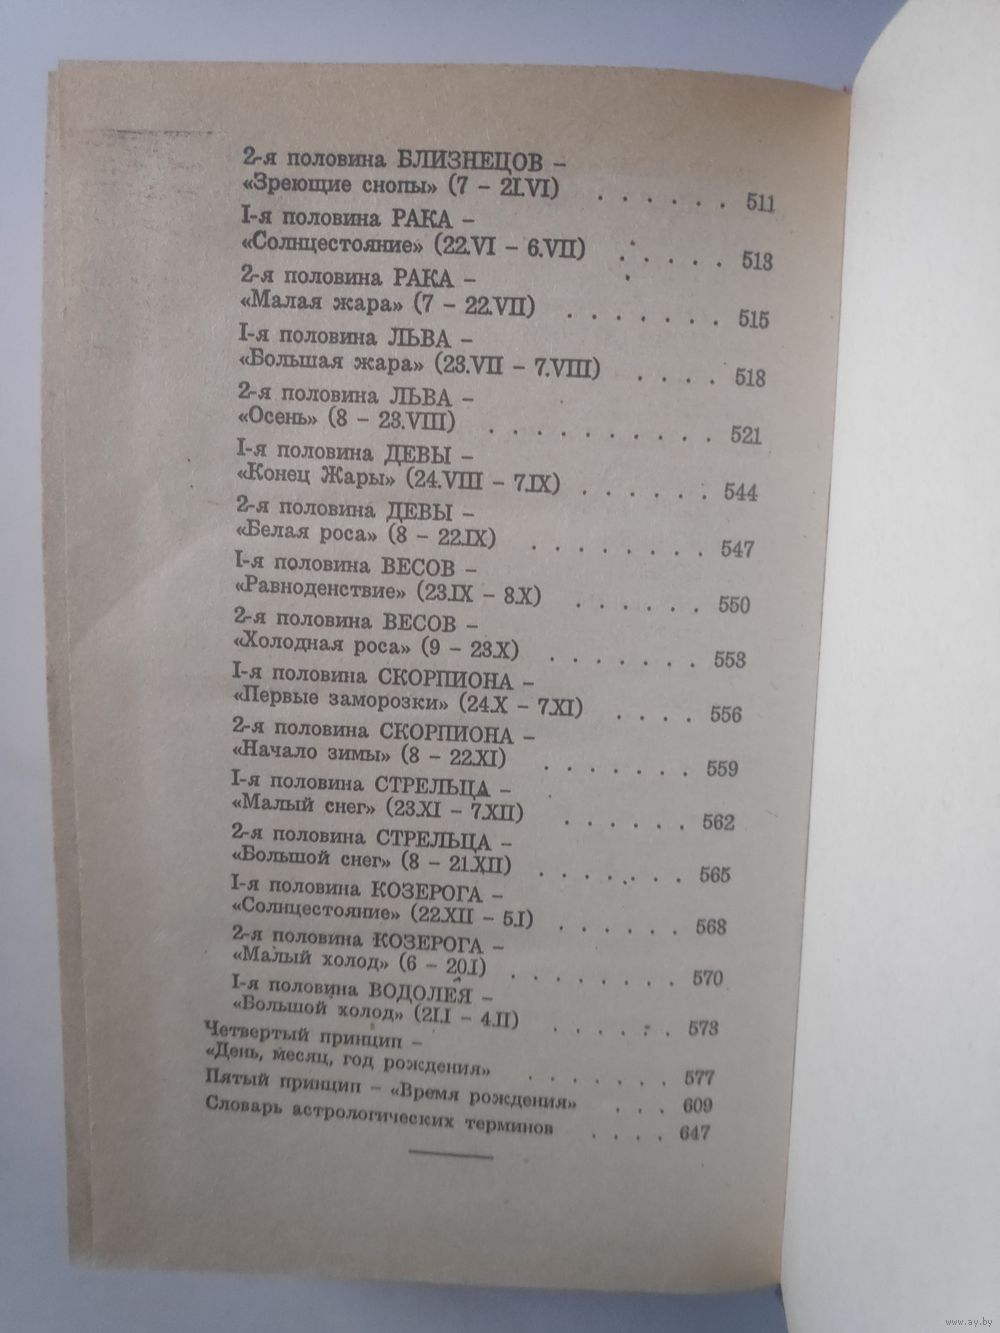 2-я половина БЛИЗНЕЦОВ –
«Зреющие снопы» (7 – 21.VI) . . . . . . 511
I-я половина РАКА –
«Солнцестояние» (22.VI – 6.VII) . . . . . 513
2-я половина РАКА –
«Малая жара» (7 – 22.VII) . . . . . . . 515
I-я половина ЛЬВА –
«Большая жара» (23.VII – 7.VIII) . . . . 518
2-я половина ЛЬВА –
«Осень» (8 – 23.VIII) . . . . . . . . . . 521
I-я половина ДЕВЫ –
«Конец Жары» (24.VIII – 7.IX) . . . . . . 544
2-я половина ДЕВЫ –
«Белая роса» (8 – 22.IX) . . . . . . . . 547
I-я половина ВЕСОВ –
«Равноденствие» (23.IX – 8.X) . . . . . . 550
2-я половина ВЕСОВ –
«Холодная роса» (9 – 23.X) . . . . . . . 553
I-я половина СКОРПИОНА –
«Первые заморозки» (24.X – 7.XI) . . . . 556
2-я половина СКОРПИОНА –
«Начало зимы» (8 – 22.XI) . . . . . . . 559
I-я половина СТРЕЛЬЦА –
«Малый снег» (23.XI – 7.XII) . . . . . . 562
2-я половина СТРЕЛЬЦА –
«Большой снег» (8 – 21.XII) . . . . . . . 565
I-я половина КОЗЕРОГА –
«Солнцестояние» (22.XII – 5.I) . . . . . . 568
2-я половина КОЗЕРОГА –
«Малый холод» (6 – 20.I) . . . . . . . . 570
I-я половина ВОДОЛЕЯ –
«Большой холод» (21.I – 4.II) . . . . . . 573
Четвертый принцип –
«День, месяц, год рождения» . . . . . . . 577
Пятый принцип – «Время рождения» . . . 609
Словарь астрологических терминов . . . . 647
www.ay.by